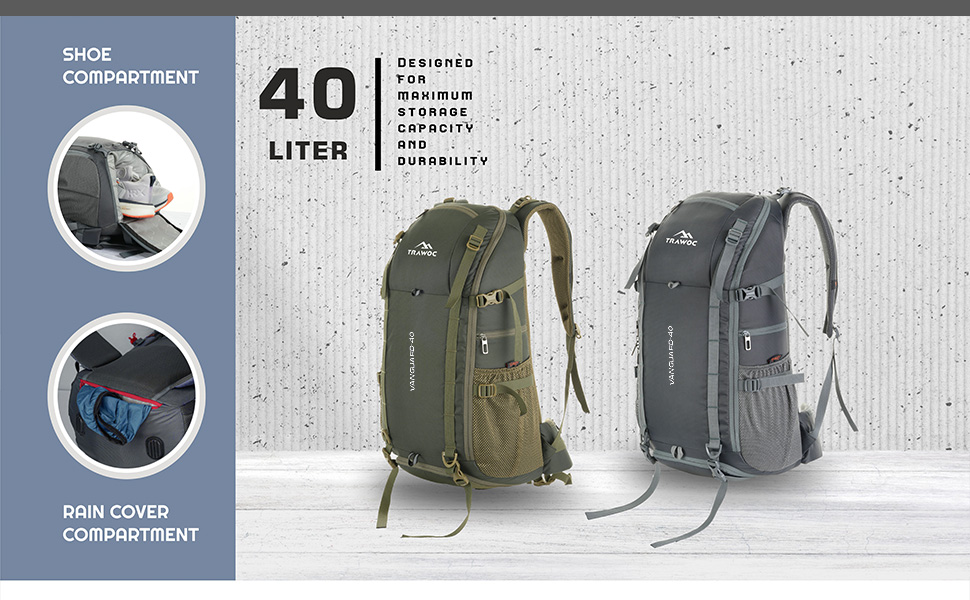 SHOE
COMPARTMENT
RAIN COVER
COMPARTMENT
40
LITER
DESIGNED
FOR
MAXIMUM
STORAGE
CAPACITY
AND
DURABILITY
TRAWOC
VANGUARD-40
TRAWOC
VANGUARD-40